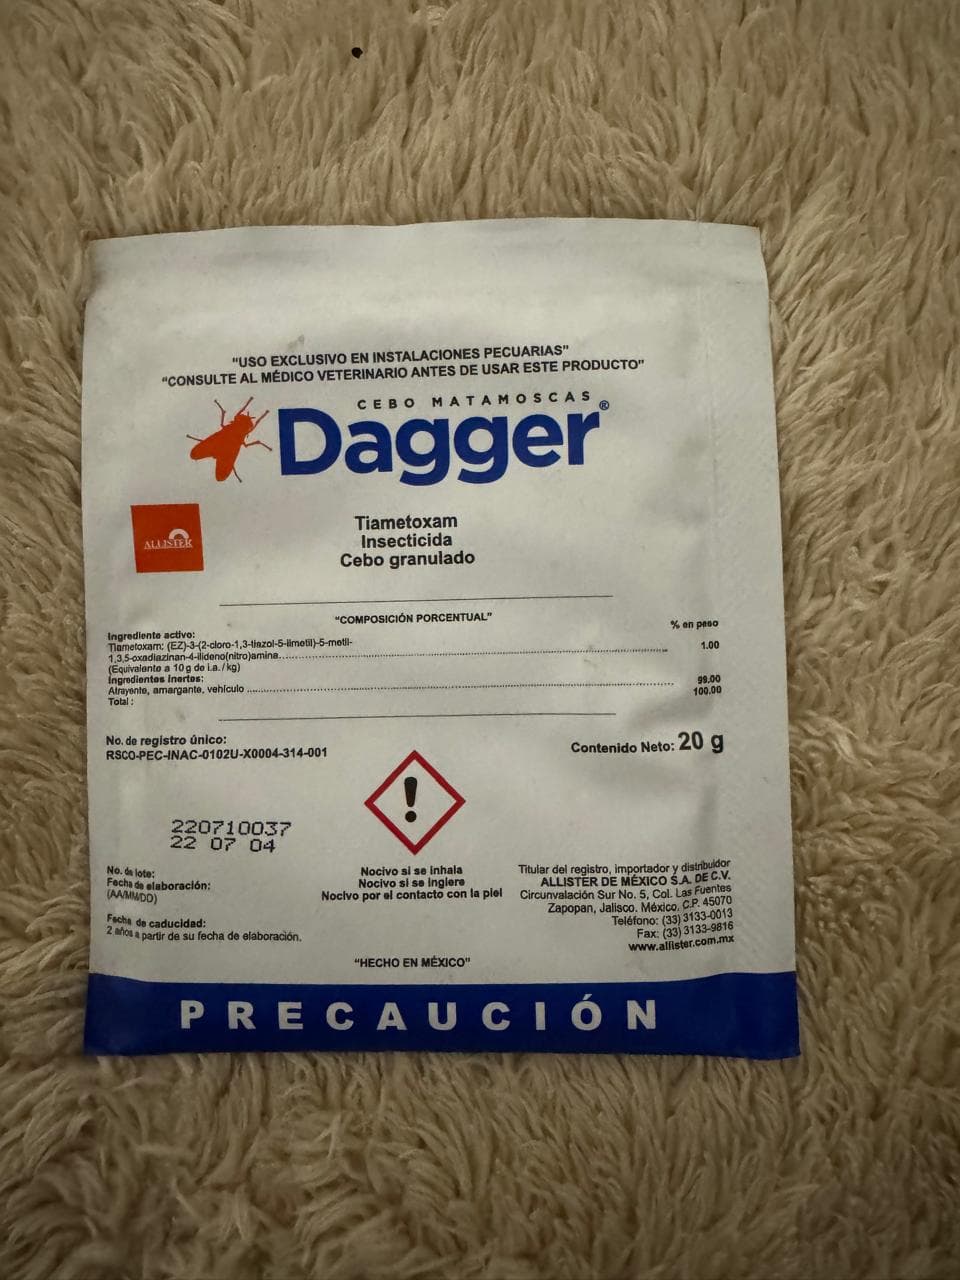 "USO EXCLUSIVO EN INSTALACIONES PECUARIAS"
"CONSULTE AL MÉDICO VETERINARIO ANTES DE USAR ESTE PRODUCTO"
CEBO MATAMOSCAS
Dagger®
ALLISTER
Tiametoxam
Insecticida
Cebo granulado
"COMPOSICIÓN PORCENTUAL"
% en peso
Ingrediente activo:
Tiametoxam: (EZ)-3-(2-cloro-1,3-tiazol-5-ilmetil)-5-metil-
1,3,5-oxadiazinan-4-ilideno(nitro)amina.......... 1.00
(Equivalente a 10 g de i.a. / kg)
Ingredientes Inertes:
Atrayente, amargante, vehículo .......... 99.00
Total : 100.00
No. de registro único:
RSCO-PEC-INAC-0102U-X0004-314-001
Contenido Neto: 20 g
220710037
22 07 04
No. de lote:
Fecha de elaboración:
(AA/MM/DD)
Fecha de caducidad:
2 años a partir de su fecha de elaboración.
Nocivo si se inhala
Nocivo si se ingiere
Nocivo por el contacto con la piel
Titular del registro, importador y distribuidor
ALLISTER DE MÉXICO S.A. DE C.V.
Circunvalación Sur No. 5, Col. Las Fuentes
Zapopan, Jalisco. México, C.P. 45070
Teléfono: (33) 3133-0013
Fax: (33) 3133-9816
www.allister.com.mx
"HECHO EN MÉXICO"
PRECAUCIÓN